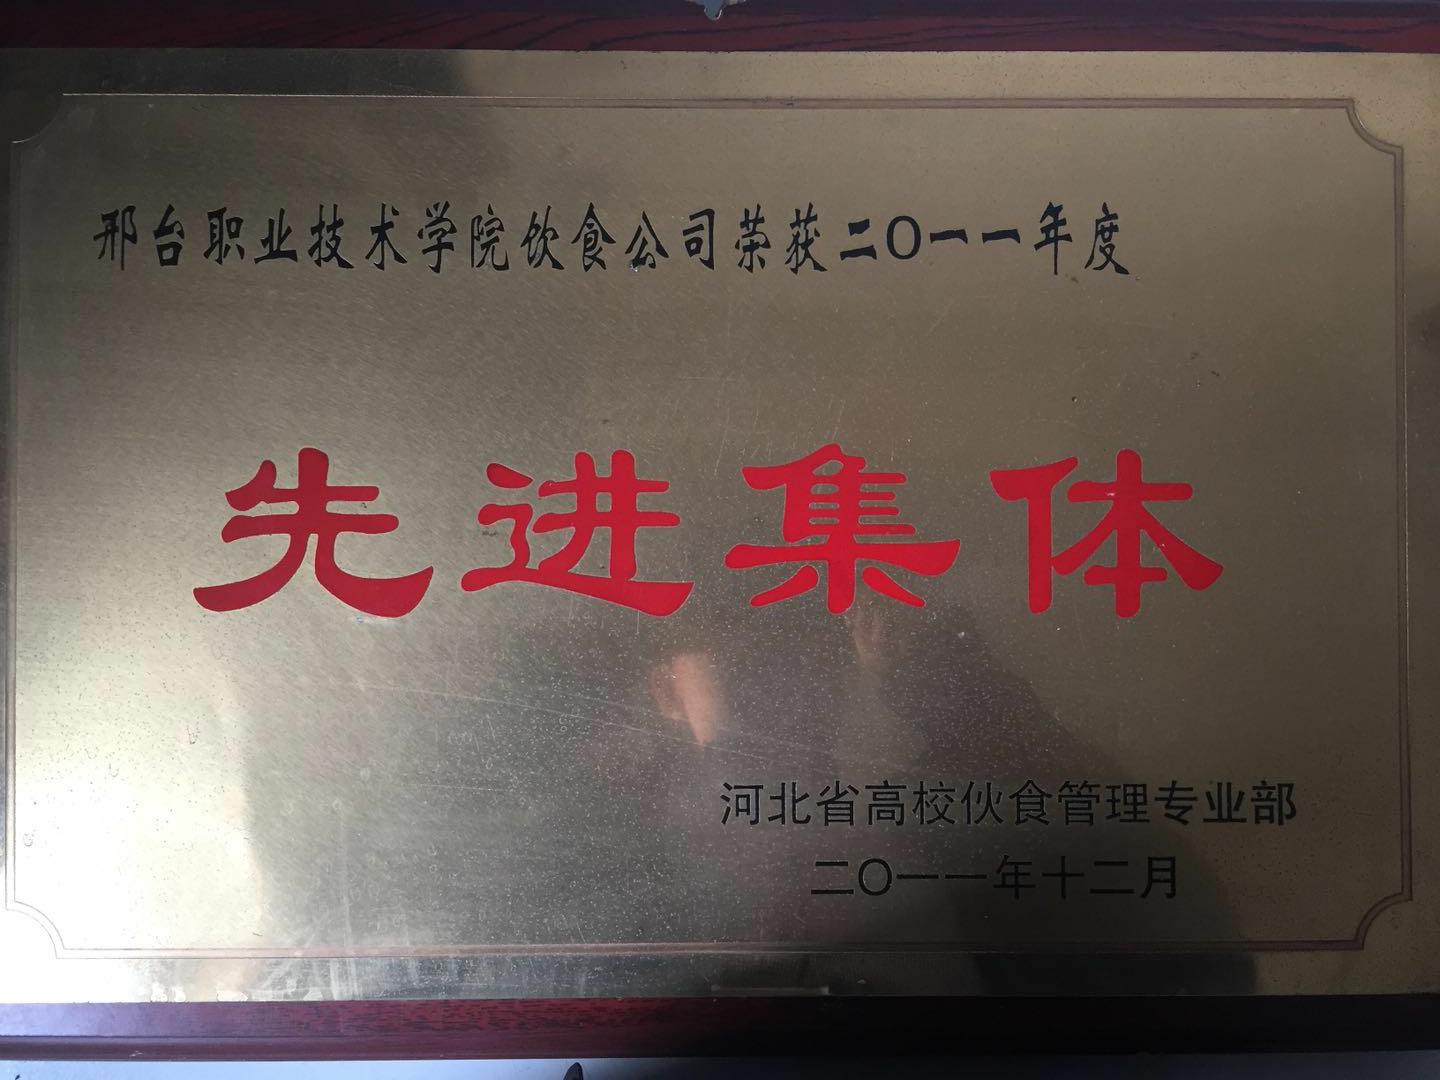 邢台职业技术学院饮食公司荣获二〇一一年度
先进集体
河北省高校伙食管理专业部
二〇一一年十二月